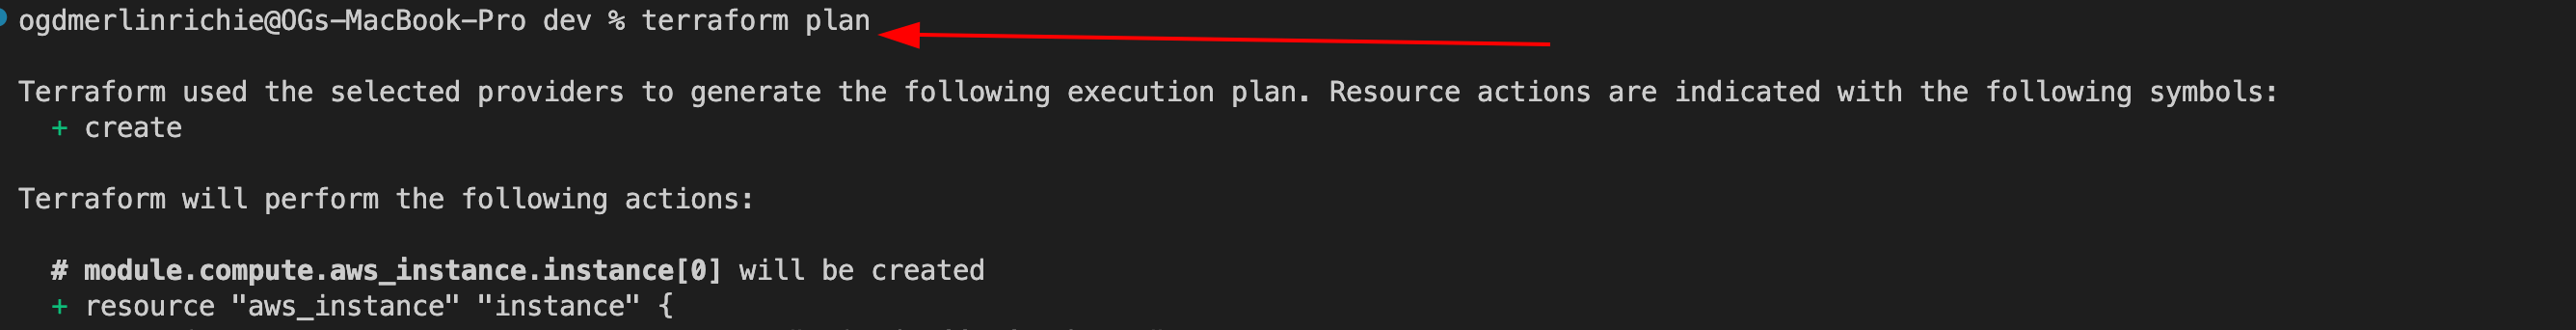 ogdmerlinrichie@OGs-MacBook-Pro dev % terraform plan
Terraform used the selected providers to generate the following execution plan. Resource actions are indicated with the following symbols:
+ create
Terraform will perform the following actions:
# module.compute.aws_instance.instance[0] will be created
+ resource "aws_instance" "instance" {